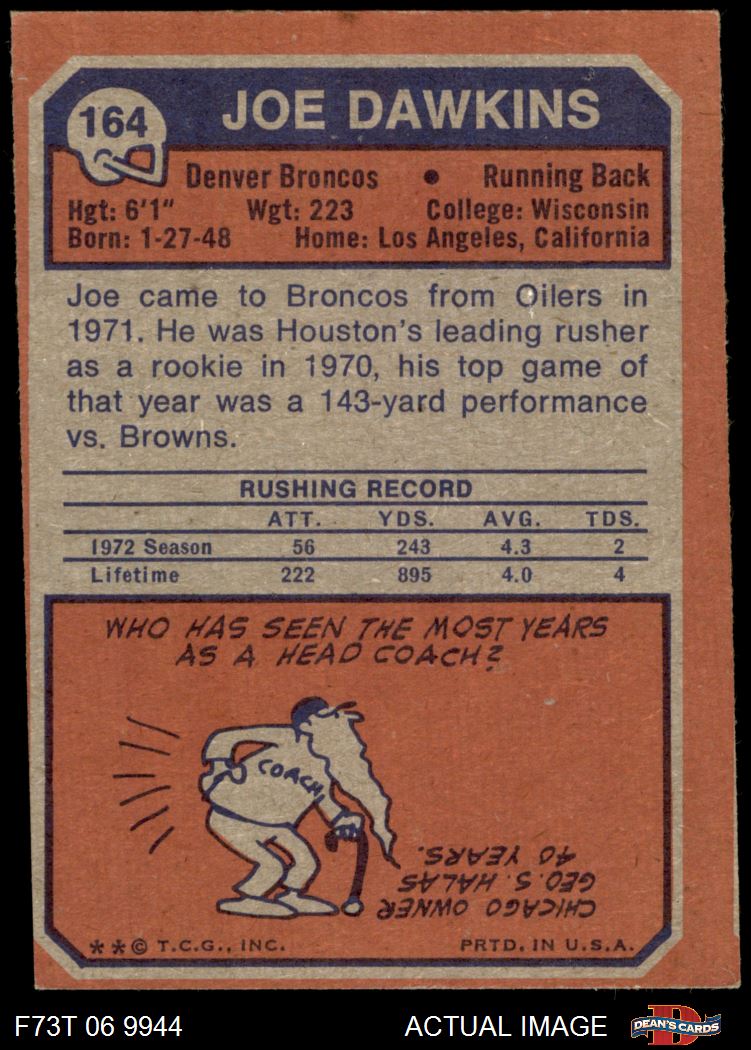 164
JOE DAWKINS
Denver Broncos • Running Back
Hgt: 6'1" Wgt: 223 College: Wisconsin
Born: 1-27-48 Home: Los Angeles, California
Joe came to Broncos from Oilers in
1971. He was Houston's leading rusher
as a rookie in 1970, his top game of
that year was a 143-yard performance
vs. Browns.
RUSHING RECORD
ATT. YDS. AVG. TDS.
1972 Season 56 243 4.3 2
Lifetime 222 895 4.0 4
WHO HAS SEEN THE MOST YEARS
AS A HEAD COACH?
COACH
CHICAGO OWNER
GEO. S. HALAS
40 YEARS.
**© T.C.G., INC. PRTD. IN U.S.A.
F73T 06 9944 ACTUAL IMAGE D DEAN'S CARDS